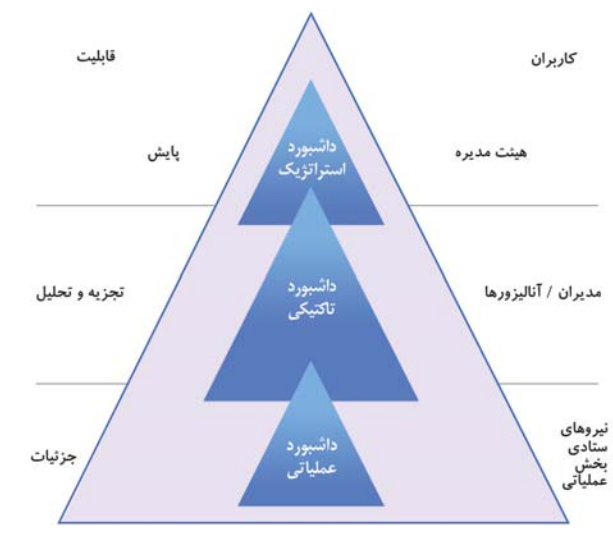 کاربران
قابلیت
هیئت مدیره
داشبورد
استراتژیک
پایش
مدیران / آنالیزورها
داشبورد
تاکتیکی
تجزیه و تحلیل
نیروهای
ستادی
بخش
عملیاتی
داشبورد
عملیاتی
جزئیات